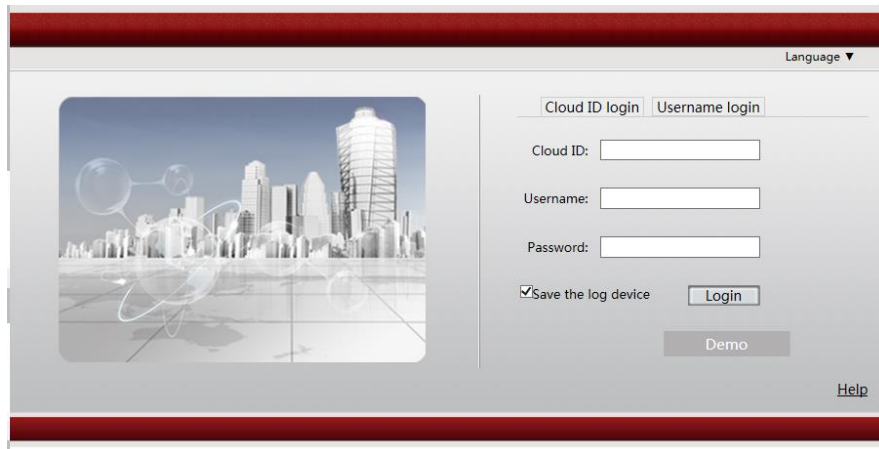 Language ▼
Cloud ID login Username login
Cloud ID:
Username:
Password:
Save the log device Login
Demo
Help